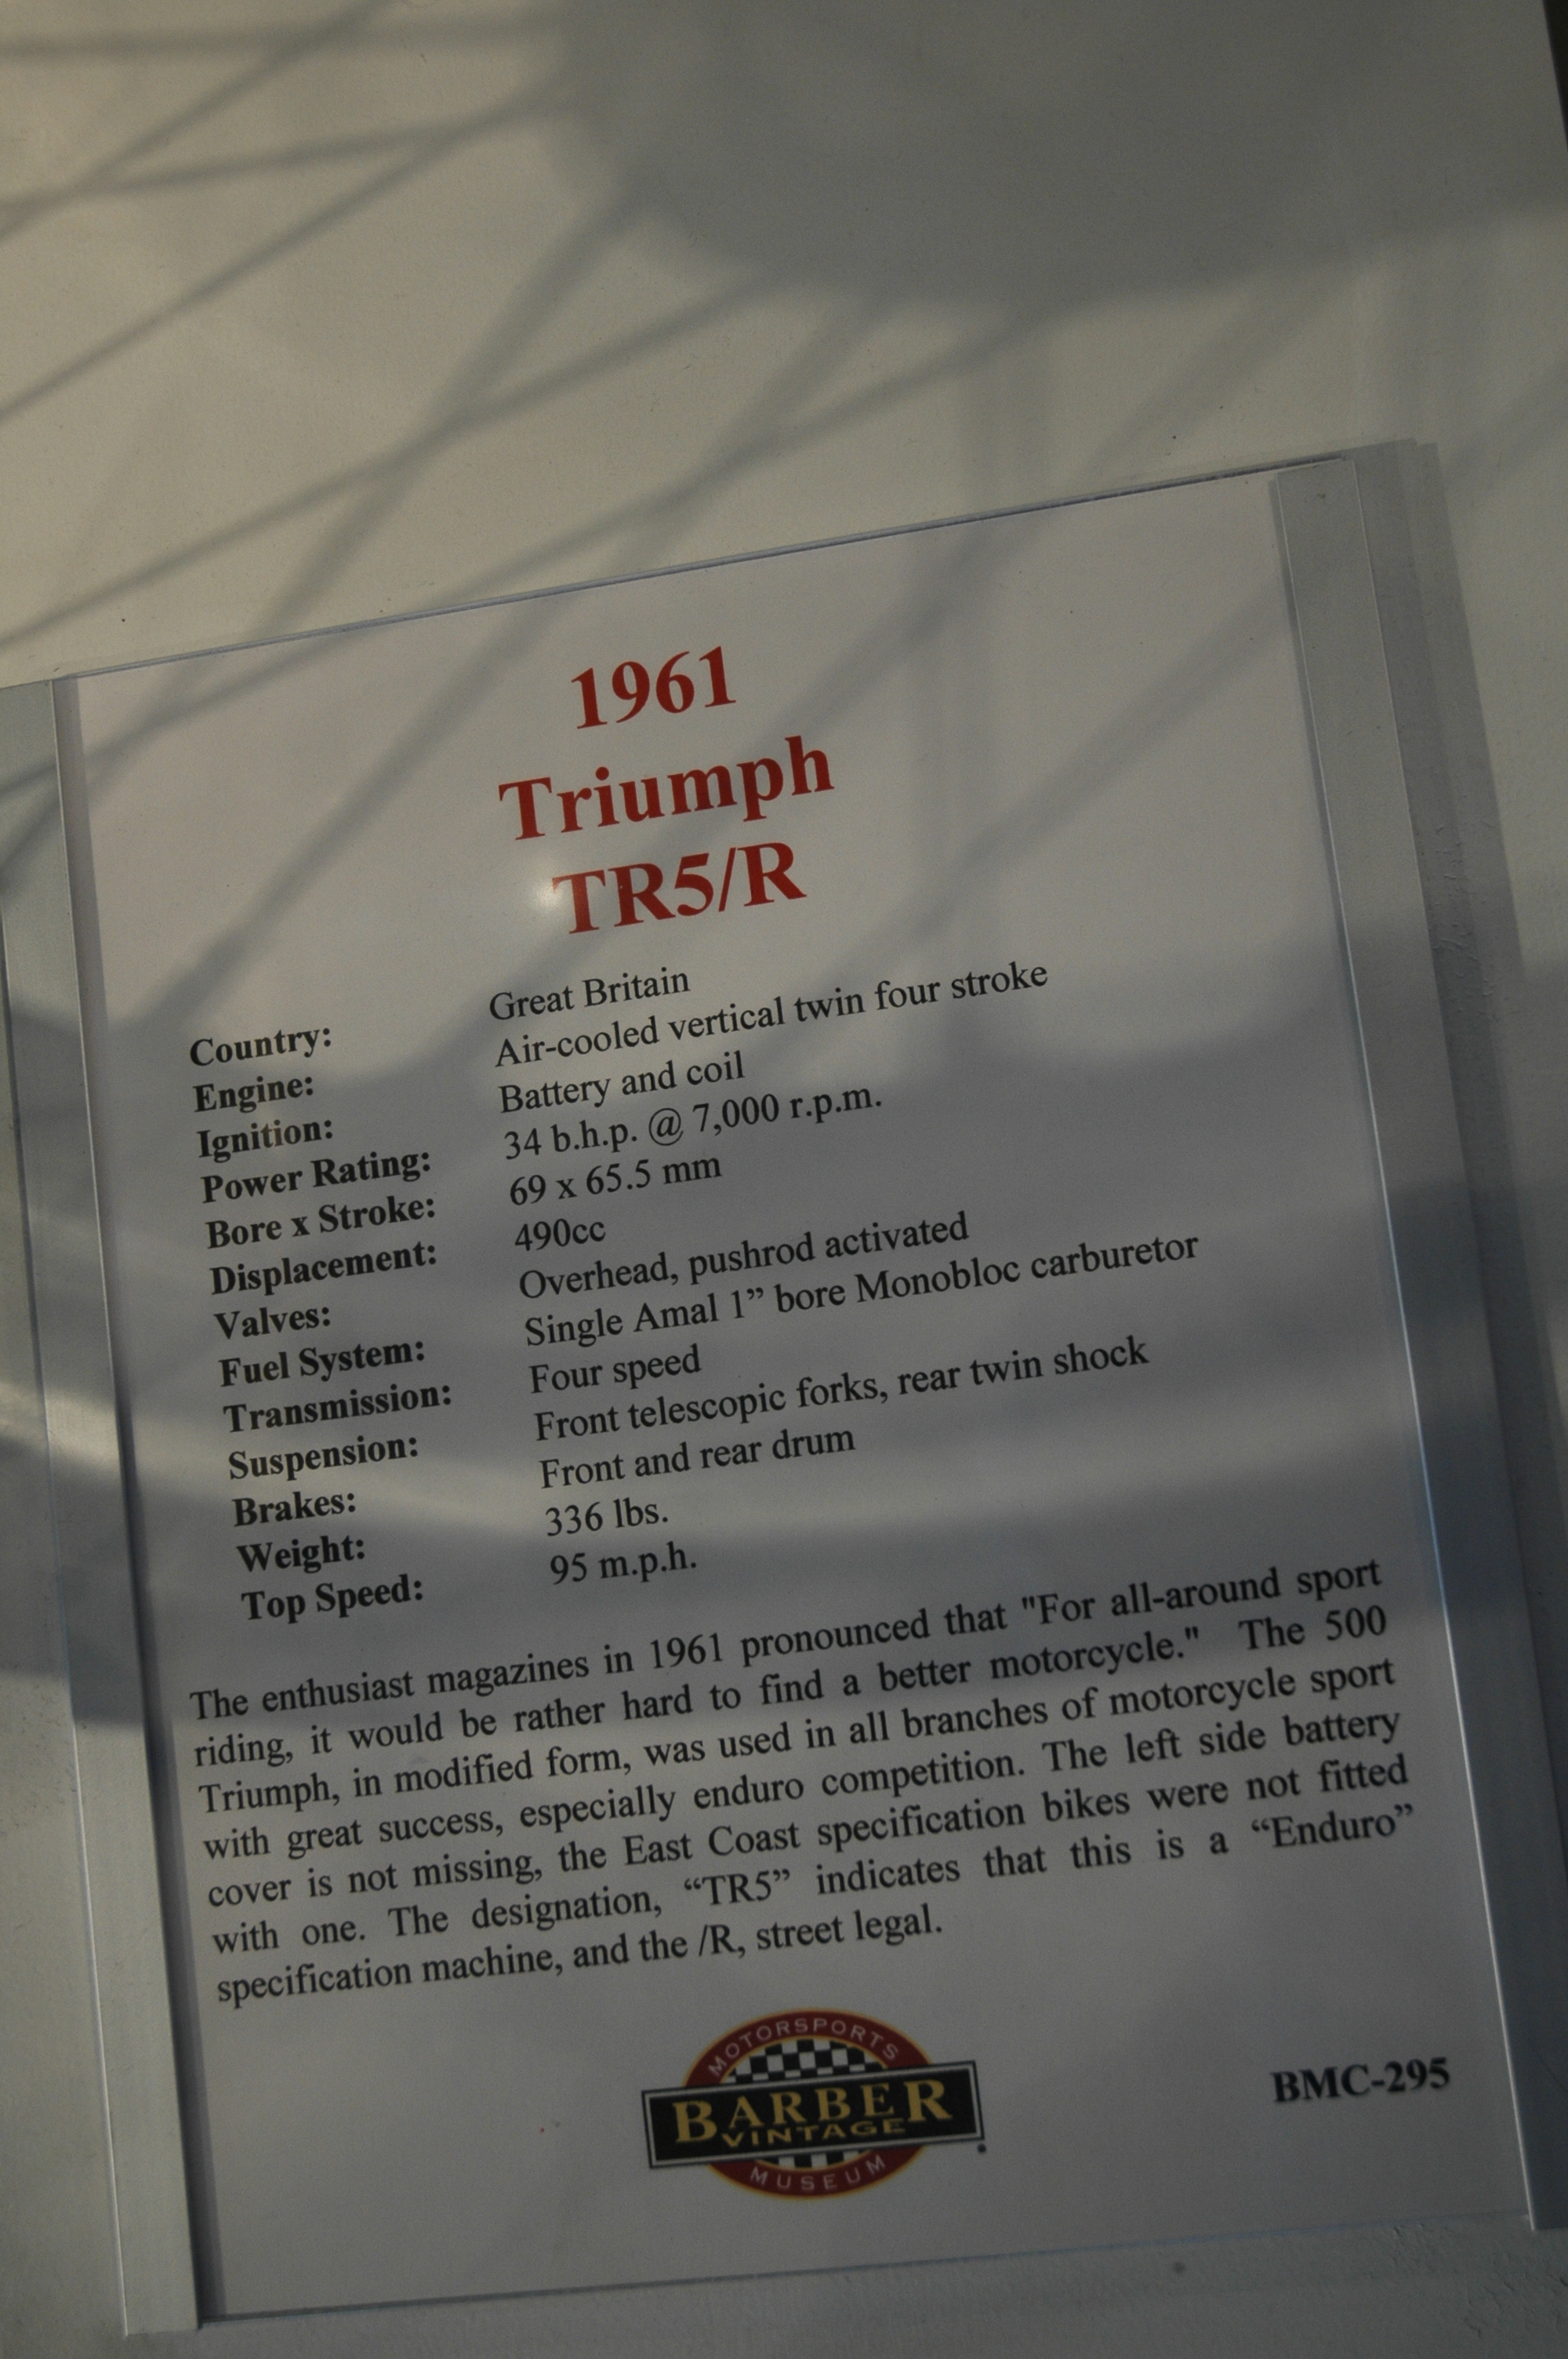 1961
Triumph
TR5/R
Country: Great Britain
Engine: Air-cooled vertical twin four stroke
Ignition: Battery and coil
Power Rating: 34 b.h.p. @ 7,000 r.p.m.
Bore x Stroke: 69 x 65.5 mm
Displacement: 490cc
Valves: Overhead, pushrod activated
Fuel System: Single Amal 1” bore Monobloc carburetor
Transmission: Four speed
Suspension: Front telescopic forks, rear twin shock
Brakes: Front and rear drum
Weight: 336 lbs.
Top Speed: 95 m.p.h.
The enthusiast magazines in 1961 pronounced that "For all-around sport
riding, it would be rather hard to find a better motorcycle." The 500
Triumph, in modified form, was used in all branches of motorcycle sport
with great success, especially enduro competition. The left side battery
cover is not missing, the East Coast specification bikes were not fitted
with one. The designation, “TR5” indicates that this is a “Enduro”
specification machine, and the /R, street legal.
MOTORSPORTS
BARBER
VINTAGE
MUSEUM
BMC-295